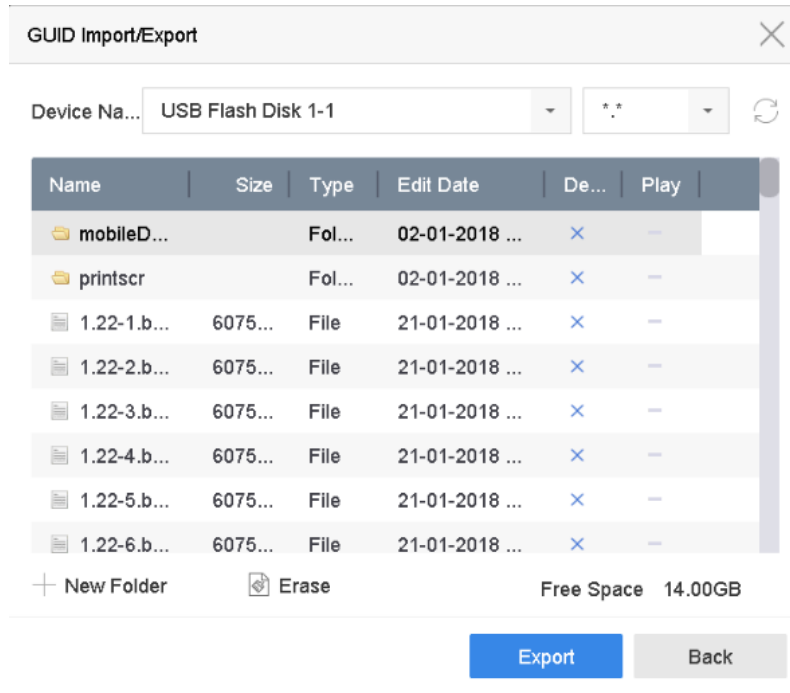 GUID Import/Export
Device Na... USB Flash Disk 1-1 *.*
Name Size Type Edit Date De... Play
mobileD... Fol... 02-01-2018 ...
printscr Fol... 02-01-2018 ...
1.22-1.b... 6075... File 21-01-2018 ...
1.22-2.b... 6075... File 21-01-2018 ...
1.22-3.b... 6075... File 21-01-2018 ...
1.22-4.b... 6075... File 21-01-2018 ...
1.22-5.b... 6075... File 21-01-2018 ...
1.22-6.b... 6075... File 21-01-2018 ...
New Folder Erase Free Space 14.00GB
Export Back